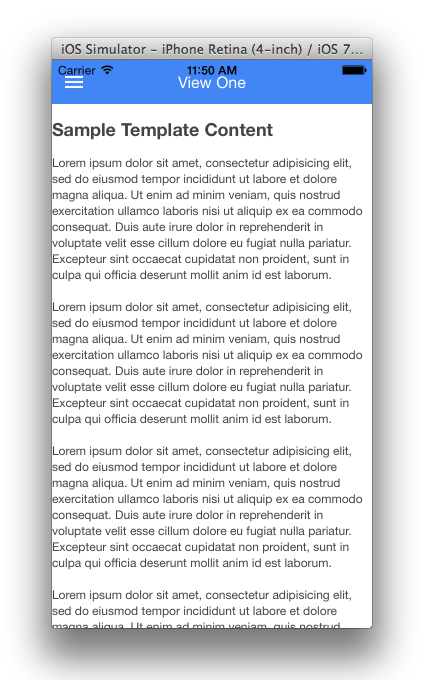 iOS Simulator - iPhone Retina (4-inch) / iOS 7...
Carrier 11:50 AM
View One
Sample Template Content
Lorem ipsum dolor sit amet, consectetur adipisicing elit,
sed do eiusmod tempor incididunt ut labore et dolore
magna aliqua. Ut enim ad minim veniam, quis nostrud
exercitation ullamco laboris nisi ut aliquip ex ea commodo
consequat. Duis aute irure dolor in reprehenderit in
voluptate velit esse cillum dolore eu fugiat nulla pariatur.
Excepteur sint occaecat cupidatat non proident, sunt in
culpa qui officia deserunt mollit anim id est laborum.
Lorem ipsum dolor sit amet, consectetur adipisicing elit,
sed do eiusmod tempor incididunt ut labore et dolore
magna aliqua. Ut enim ad minim veniam, quis nostrud
exercitation ullamco laboris nisi ut aliquip ex ea commodo
consequat. Duis aute irure dolor in reprehenderit in
voluptate velit esse cillum dolore eu fugiat nulla pariatur.
Excepteur sint occaecat cupidatat non proident, sunt in
culpa qui officia deserunt mollit anim id est laborum.
Lorem ipsum dolor sit amet, consectetur adipisicing elit,
sed do eiusmod tempor incididunt ut labore et dolore
magna aliqua. Ut enim ad minim veniam, quis nostrud
exercitation ullamco laboris nisi ut aliquip ex ea commodo
consequat. Duis aute irure dolor in reprehenderit in
voluptate velit esse cillum dolore eu fugiat nulla pariatur.
Excepteur sint occaecat cupidatat non proident, sunt in
culpa qui officia deserunt mollit anim id est laborum.
Lorem ipsum dolor sit amet, consectetur adipisicing elit,
sed do eiusmod tempor incididunt ut labore et dolore
magna aliqua. Ut enim ad minim veniam, quis nostrud